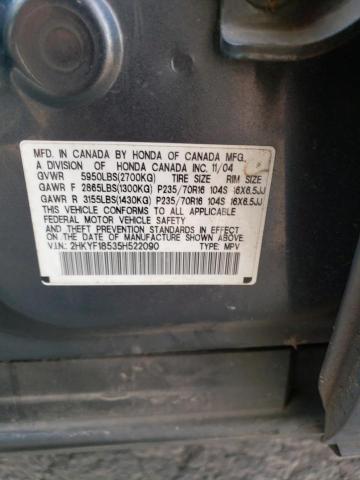 MFD. IN CANADA BY HONDA OF CANADA MFG.
A DIVISION OF HONDA CANADA INC. 11/04
GVWR 5950LBS(2700KG) TIRE SIZE RIM SIZE
GAWR F 2865LBS(1300KG) P235/70R16 104S 16X6.5JJ
GAWR R 3155LBS(1430KG) P235/70R16 104S 16X6.5JJ
THIS VEHICLE CONFORMS TO ALL APPLICABLE
FEDERAL MOTOR VEHICLE SAFETY
AND THEFT PREVENTION STANDARDS IN EFFECT
ON THE DATE OF MANUFACTURE SHOWN ABOVE.
V.I.N: 2HKYF18535H522090 TYPE: MPV